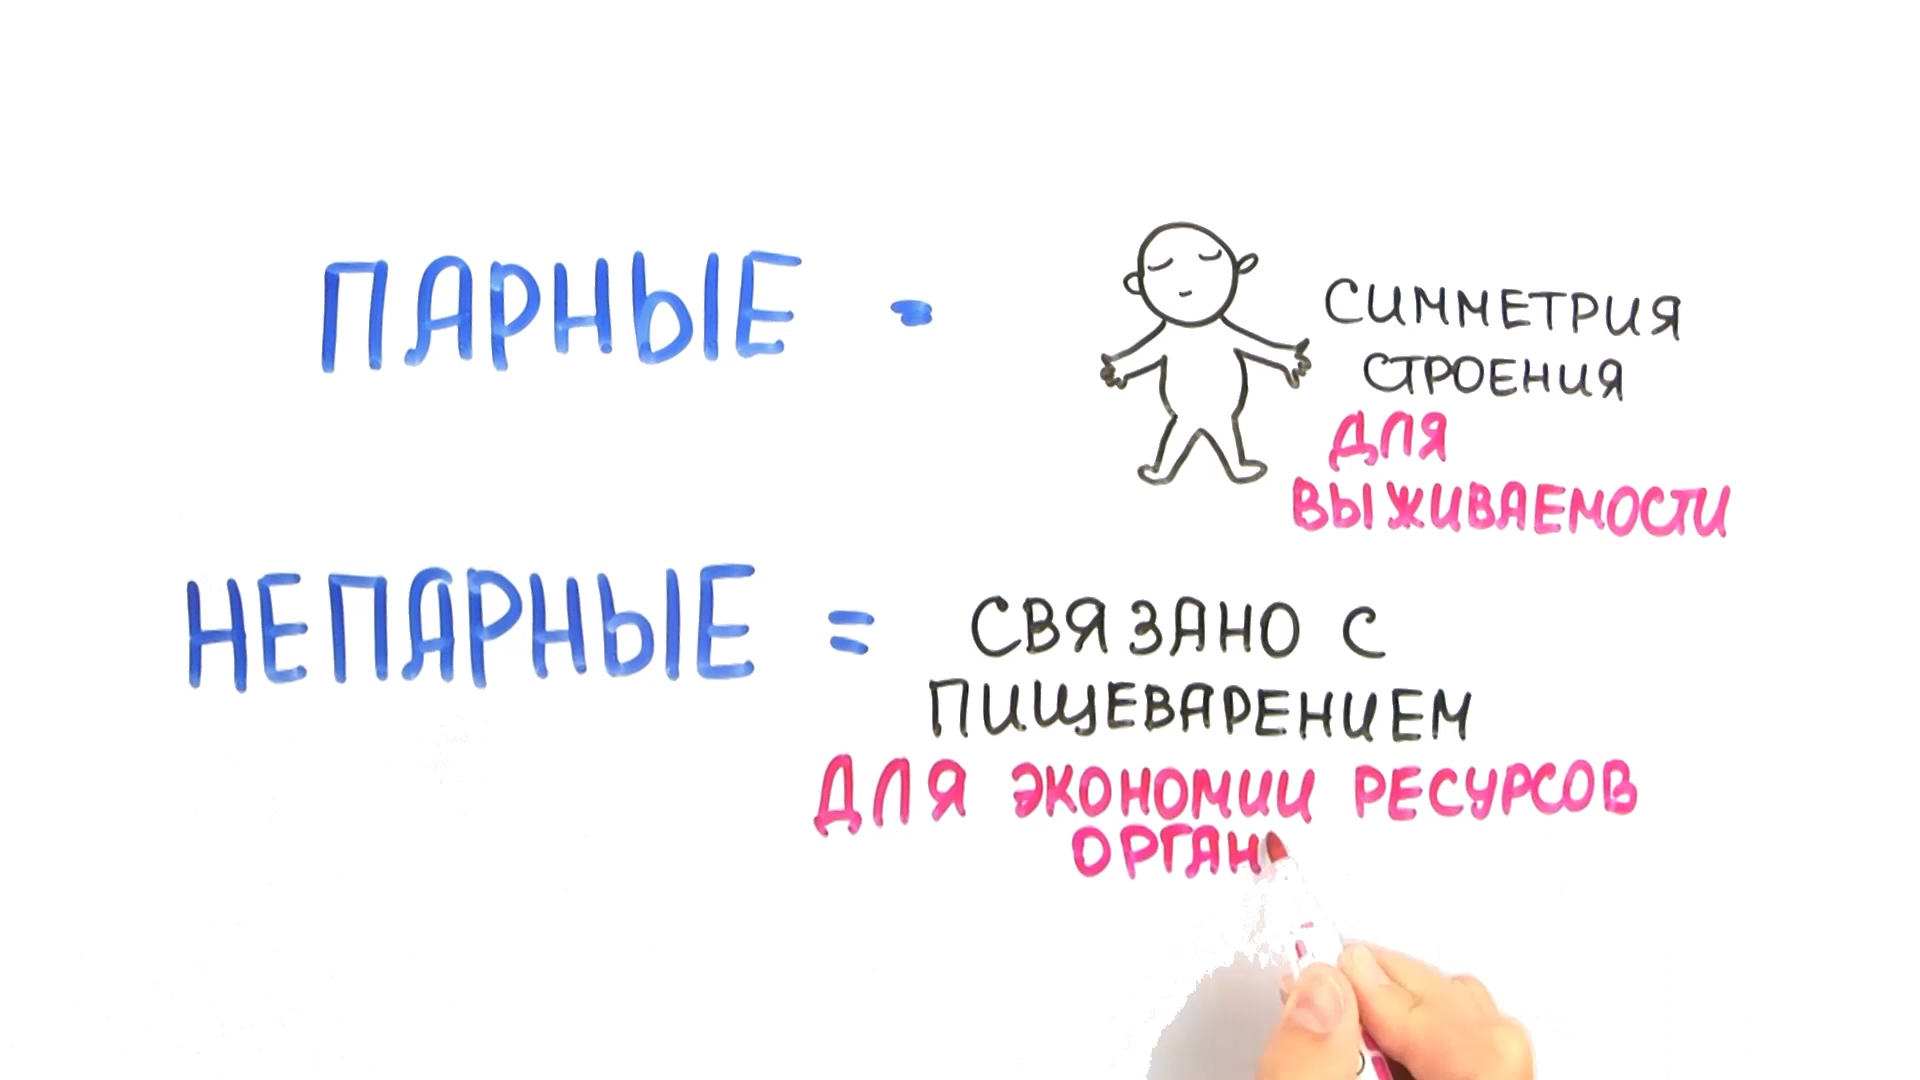 ПАРНЫЕ -
СИММЕТРИЯ
СТРОЕНИЯ
ДЛЯ
ВЫЖИВАЕМОСТИ
НЕПАРНЫЕ = СВЯЗАНО С
ПИЩЕВАРЕНИЕМ
ДЛЯ ЭКОНОМИИ РЕСУРСОВ
ОРГАН